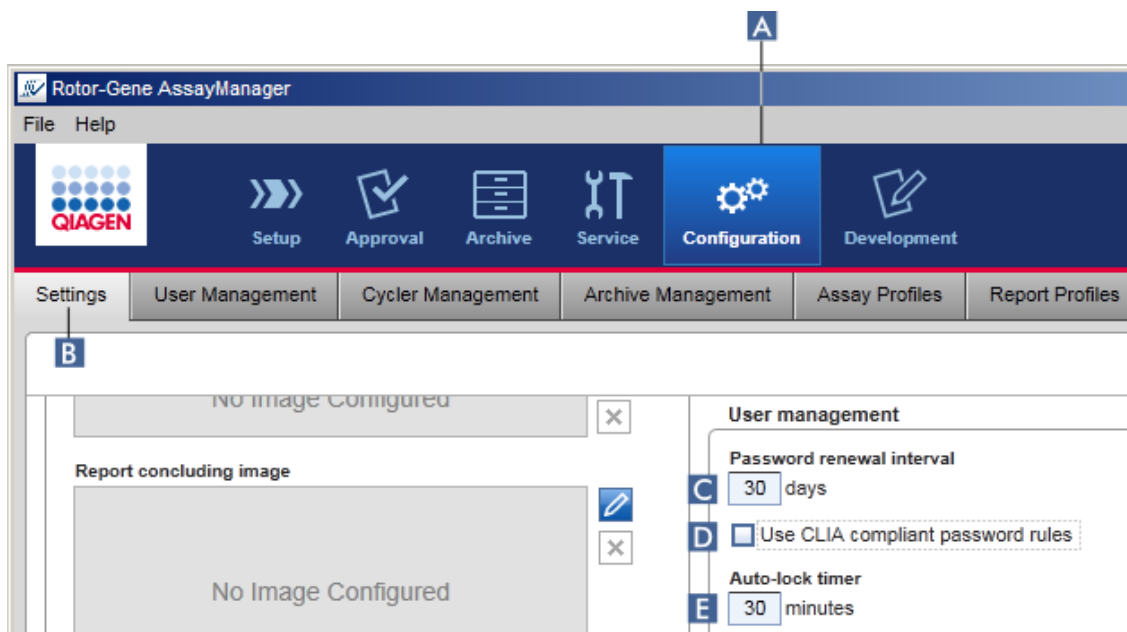 A
Rotor-Gene AssayManager
File Help
QIAGEN
Setup Approval Archive Service Configuration Development
Settings User Management Cycler Management Archive Management Assay Profiles Report Profiles
B
No Image Configured
User management
Report concluding image
Password renewal interval
C 30 days
D Use CLIA compliant password rules
No Image Configured
Auto-lock timer
E 30 minutes